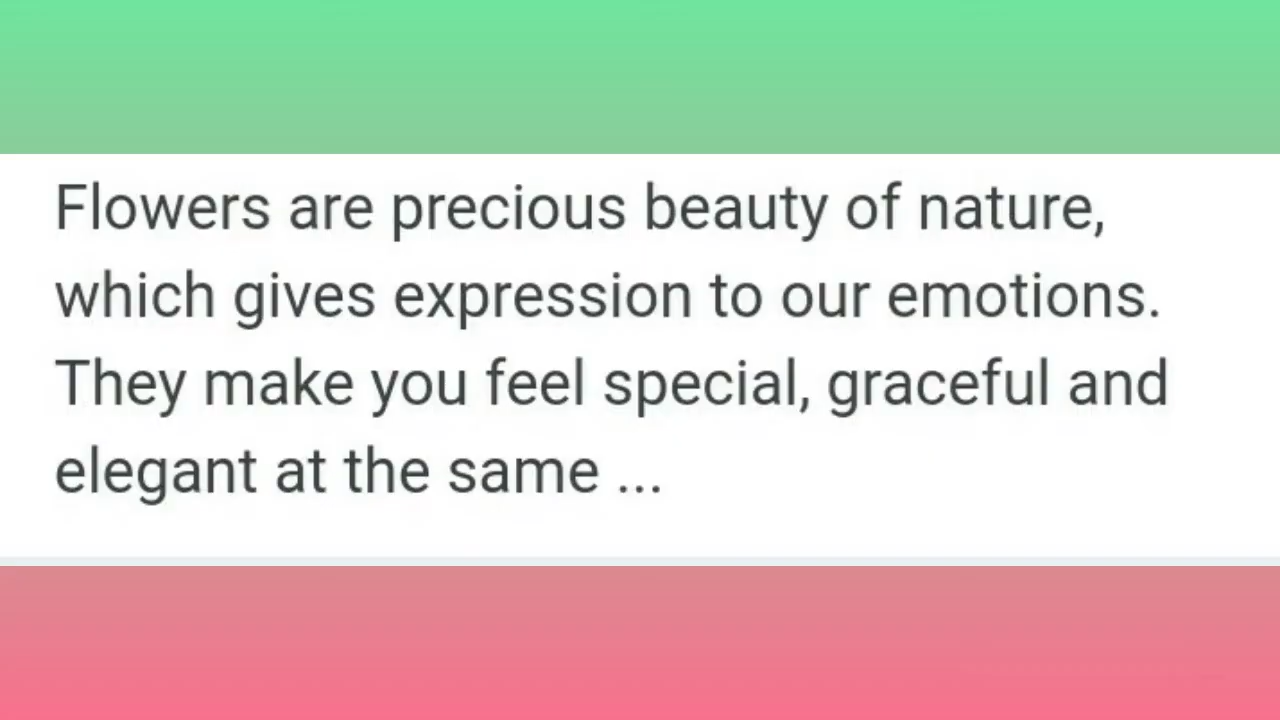 Flowers are precious beauty of nature,
which gives expression to our emotions.
They make you feel special, graceful and
elegant at the same ...